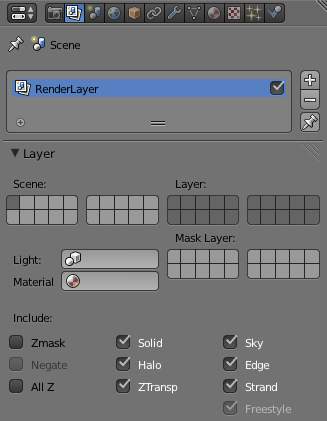 Scene
RenderLayer
Layer
Scene:
Layer:
Mask Layer:
Light:
Material
Include:
Zmask
Solid
Sky
Negate
Halo
Edge
All Z
ZTransp
Strand
Freestyle